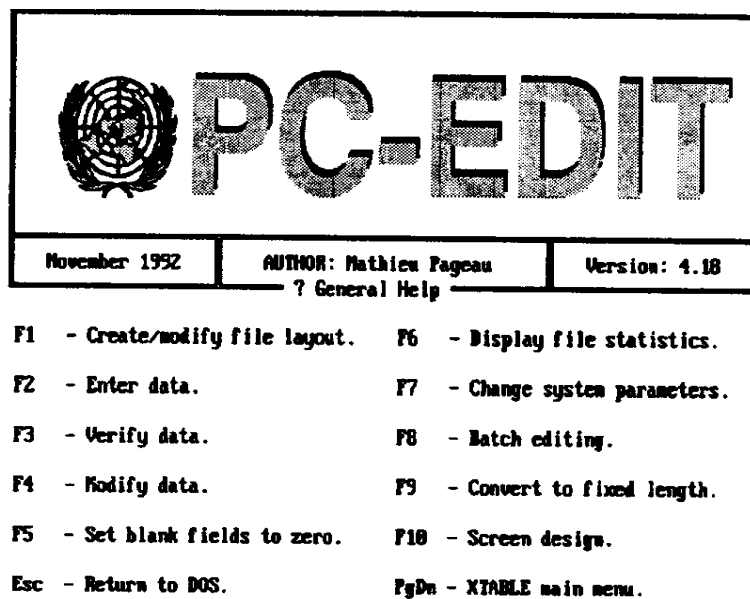 PC-EDIT
November 1992 AUTHOR: Mathieu Pageau Version: 4.18
? General Help
F1 - Create/modify file layout. F6 - Display file statistics.
F2 - Enter data. F7 - Change system parameters.
F3 - Verify data. F8 - Batch editing.
F4 - Modify data. F9 - Convert to fixed length.
F5 - Set blank fields to zero. F10 - Screen design.
Esc - Return to DOS. PgDn - XTABLE main menu.